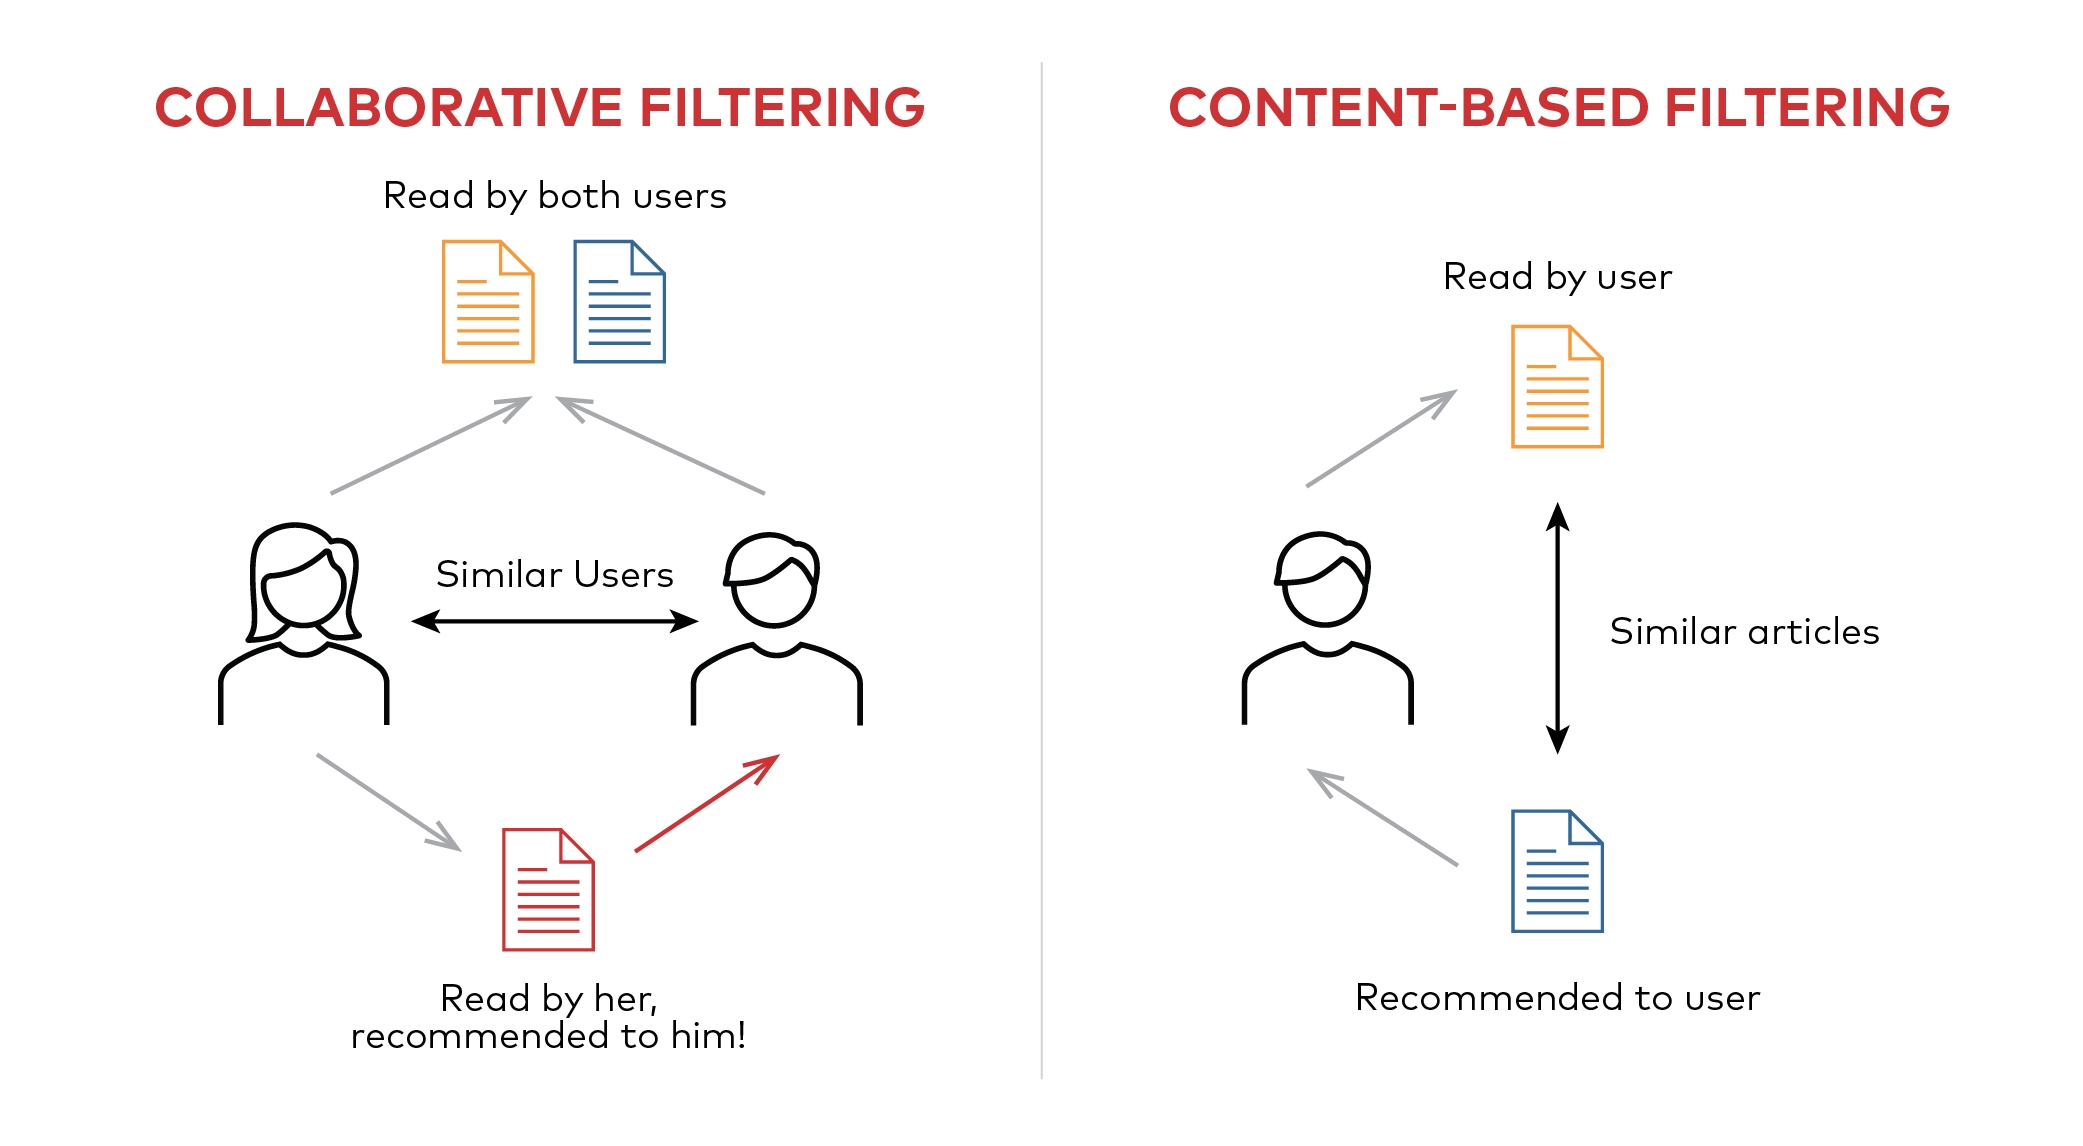 COLLABORATIVE FILTERING
Read by both users
Similar Users
Read by her,
recommended to him!
CONTENT-BASED FILTERING
Read by user
Similar articles
Recommended to user